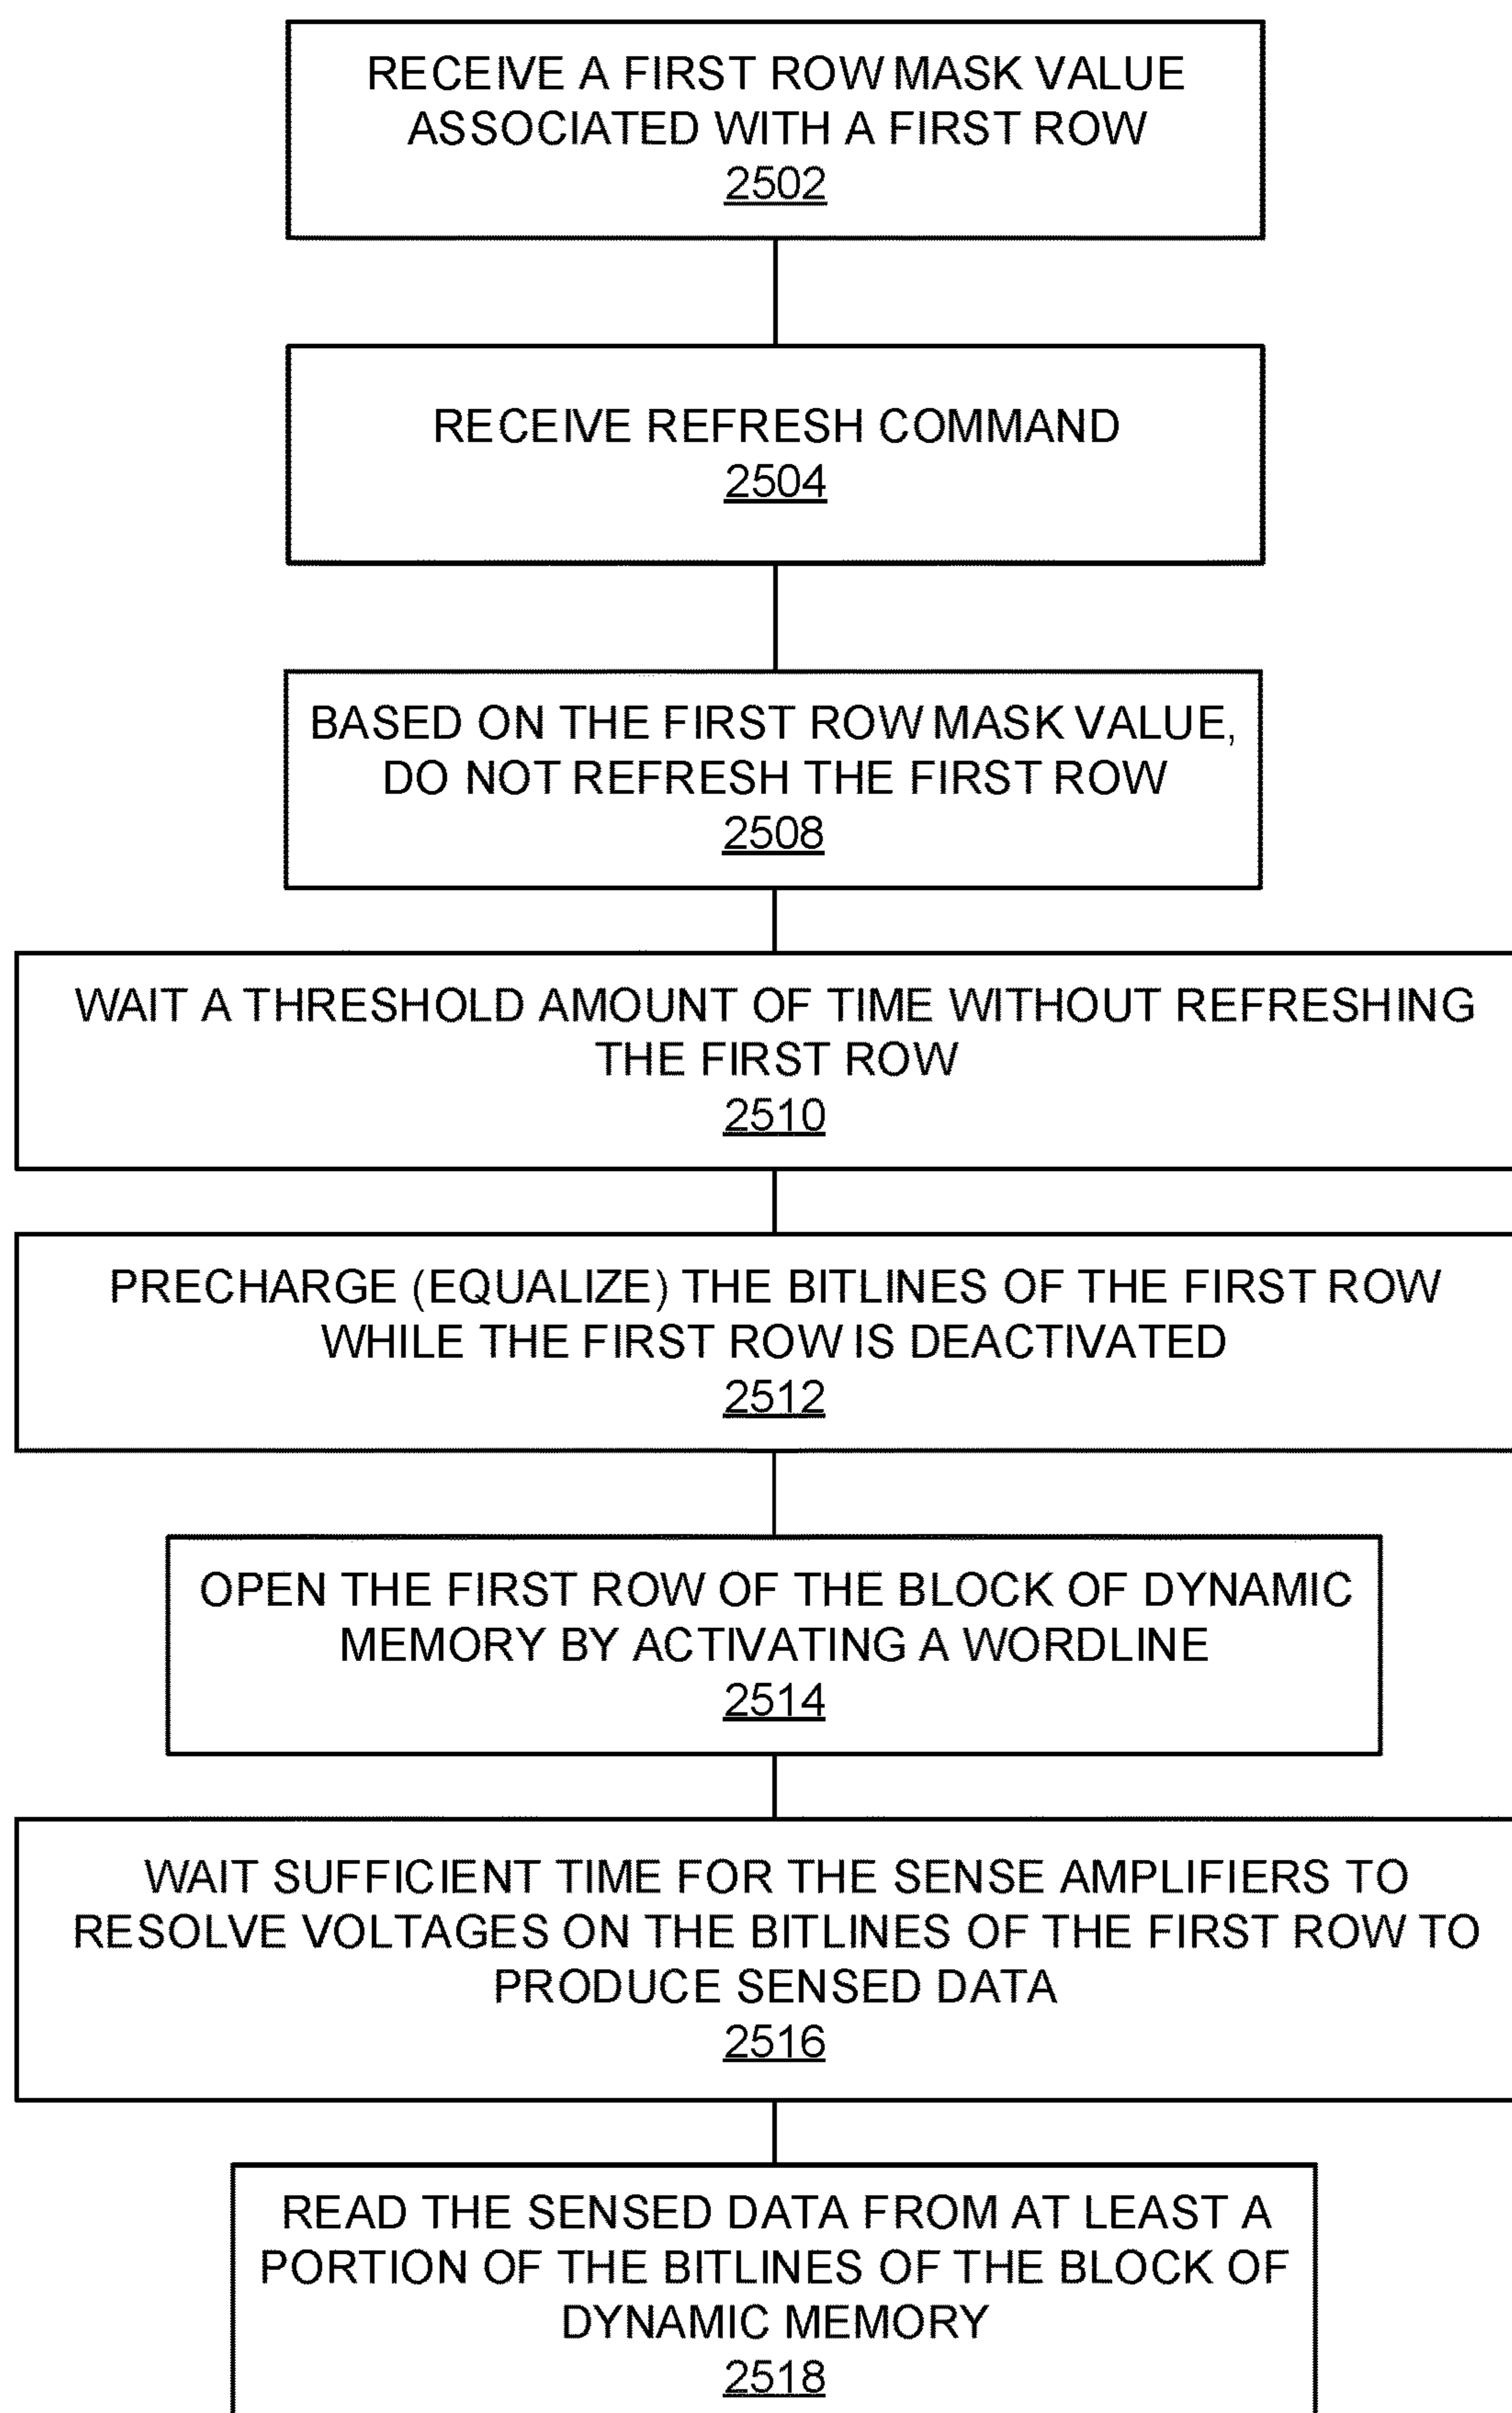 RECEIVE A FIRST ROW MASK VALUE
ASSOCIATED WITH A FIRST ROW
2502
RECEIVE REFRESH COMMAND
2504
BASED ON THE FIRST ROW MASK VALUE,
DO NOT REFRESH THE FIRST ROW
2508
WAIT A THRESHOLD AMOUNT OF TIME WITHOUT REFRESHING
THE FIRST ROW
2510
PRECHARGE (EQUALIZE) THE BITLINES OF THE FIRST ROW
WHILE THE FIRST ROW IS DEACTIVATED
2512
OPEN THE FIRST ROW OF THE BLOCK OF DYNAMIC
MEMORY BY ACTIVATING A WORDLINE
2514
WAIT SUFFICIENT TIME FOR THE SENSE AMPLIFIERS TO
RESOLVE VOLTAGES ON THE BITLINES OF THE FIRST ROW TO
PRODUCE SENSED DATA
2516
READ THE SENSED DATA FROM AT LEAST A
PORTION OF THE BITLINES OF THE BLOCK OF
DYNAMIC MEMORY
2518